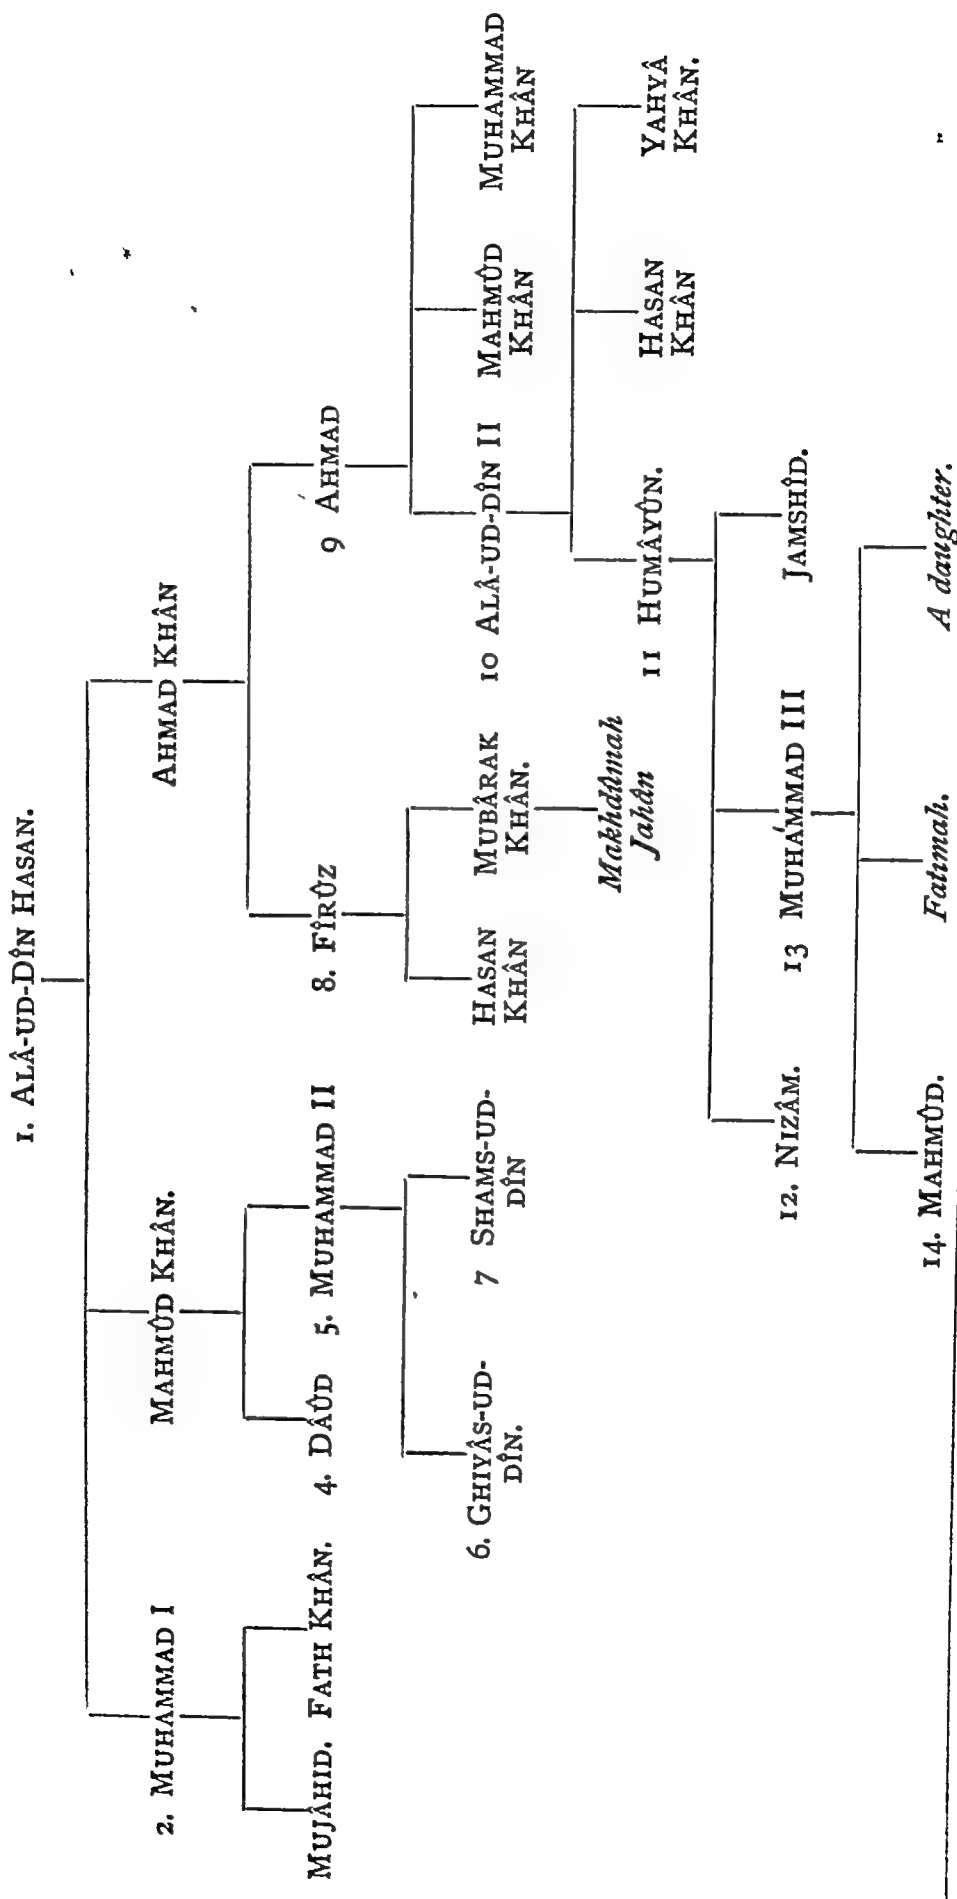 1. ALÂ-UD-DÎN HASAN.
2. MUHAMMAD I
MAHMÛD KHÂN.
AHMAD KHÂN
MUJÂHID.
FATH KHÂN.
4. DÂÛD
5. MUHAMMAD II
8. FÎRÛZ
9 AHMAD
6. GHIYÂS-UD-
DÎN.
7 SHAMS-UD-
DÎN
HASAN
KHÂN
MUBÂRAK
KHÂN.
10 ALÂ-UD-DÎN II
MAHMÛD
KHÂN
MUHAMMAD
KHÂN
Makhdûmah
Jahân
11 HUMÂYÛN.
HASAN
KHÂN
YAHYÂ
KHÂN.
12. NIZÂM.
13 MUHAMMAD III
JAMSHÎD.
14. MAHMÛD.
Fatimah.
A daughter.